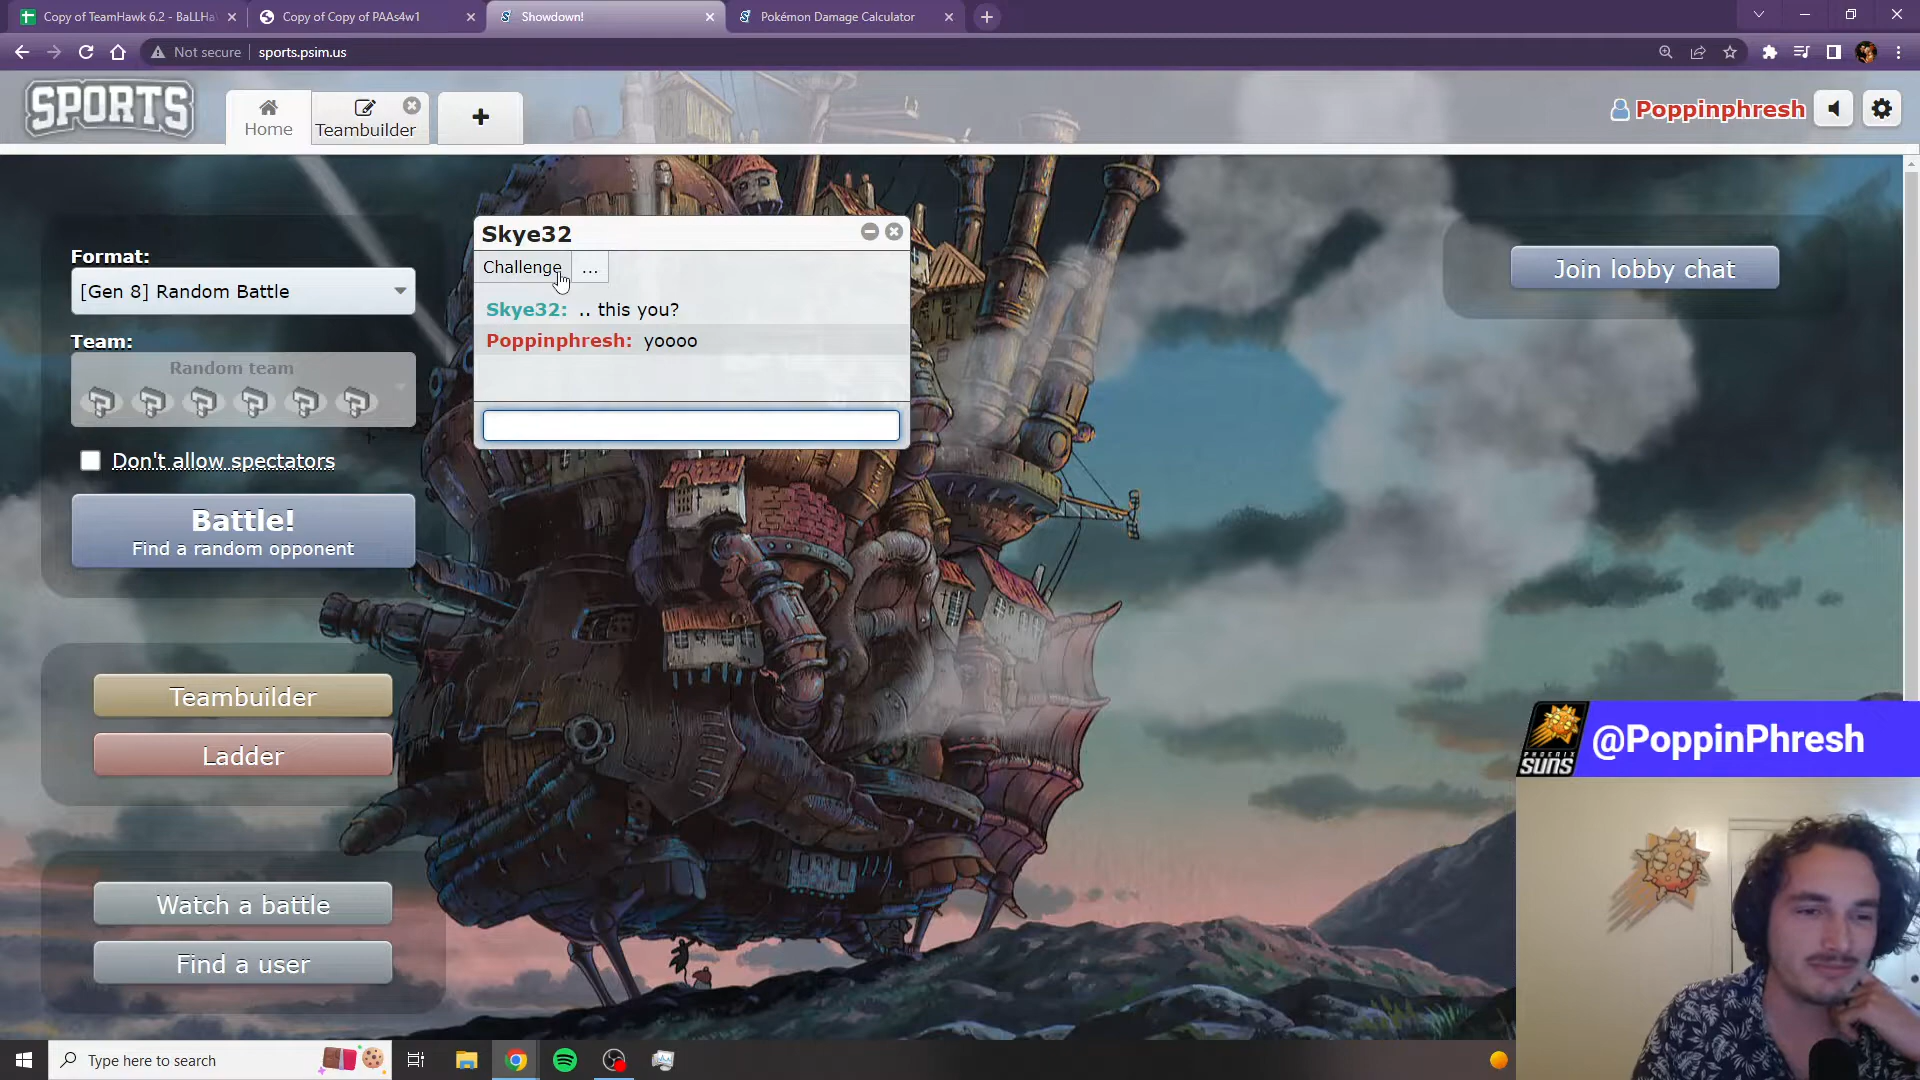 Copy of TeamHawk 6.2 - BaLLHa
Copy of Copy of PAAs4w1
Showdown!
Pokémon Damage Calculator
Not secure
sports.psim.us
SPORTS
Home
Teambuilder
Poppinphresh
Format:
[Gen 8] Random Battle
Team:
Random team
Don't allow spectators
Battle!
Find a random opponent
Teambuilder
Ladder
Watch a battle
Find a user
Skye32
Challenge
...
Skye32: .. this you?
Poppinphresh: yoooo
Join lobby chat
PHOENIX
SUNS
@PoppinPhresh
Type here to search